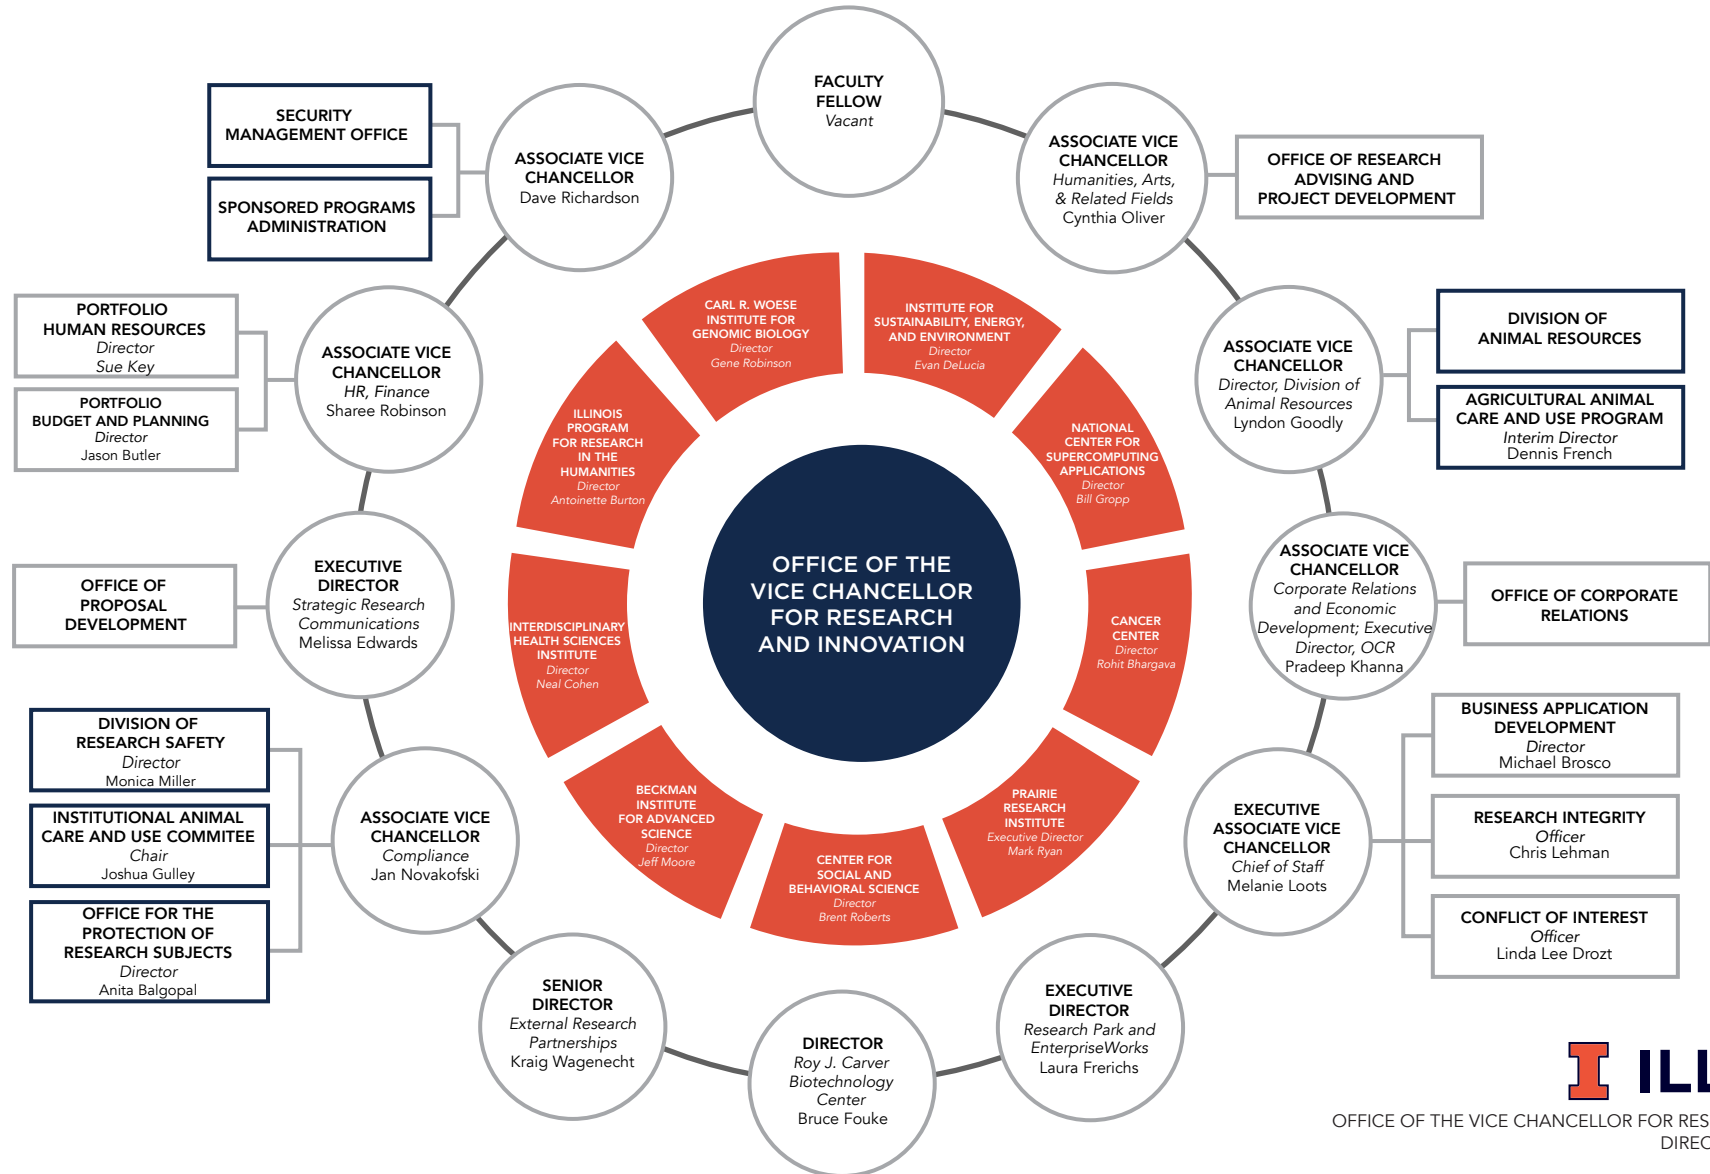 FACULTY
FELLOW
Vacant
SECURITY
MANAGEMENT OFFICE
SPONSORED PROGRAMS
ADMINISTRATION
ASSOCIATE VICE
CHANCELLOR
Dave Richardson
ASSOCIATE VICE
CHANCELLOR
Humanities, Arts,
& Related Fields
Cynthia Oliver
OFFICE OF RESEARCH
ADVISING AND
PROJECT DEVELOPMENT
PORTFOLIO
HUMAN RESOURCES
Director
Sue Key
PORTFOLIO
BUDGET AND PLANNING
Director
Jason Butler
ASSOCIATE VICE
CHANCELLOR
HR, Finance
Sharee Robinson
CARL R. WOESE
INSTITUTE FOR
GENOMIC BIOLOGY
Director
Gene Robinson
INSTITUTE FOR
SUSTAINABILITY, ENERGY,
AND ENVIRONMENT
Director
Evan DeLucia
ASSOCIATE VICE
CHANCELLOR
Director, Division of
Animal Resources
Lyndon Goodly
DIVISION OF
ANIMAL RESOURCES
AGRICULTURAL ANIMAL
CARE AND USE PROGRAM
Interim Director
Dennis French
ILLINOIS
PROGRAM
FOR RESEARCH
IN THE
HUMANITIES
Director
Antoinette Burton
NATIONAL
CENTER FOR
SUPERCOMPUTING
APPLICATIONS
Director
Bill Gropp
OFFICE OF
PROPOSAL
DEVELOPMENT
EXECUTIVE
DIRECTOR
Strategic Research
Communications
Melissa Edwards
INTERDISCIPLINARY
HEALTH SCIENCES
INSTITUTE
Director
Neal Cohen
OFFICE OF THE
VICE CHANCELLOR
FOR RESEARCH
AND INNOVATION
CANCER
CENTER
Director
Rohit Bhargava
ASSOCIATE VICE
CHANCELLOR
Corporate Relations
and Economic
Development; Executive
Director, OCR
Pradeep Khanna
OFFICE OF CORPORATE
RELATIONS
DIVISION OF
RESEARCH SAFETY
Director
Monica Miller
INSTITUTIONAL ANIMAL
CARE AND USE COMMITEE
Chair
Joshua Gulley
OFFICE FOR THE
PROTECTION OF
RESEARCH SUBJECTS
Director
Anita Balgopal
ASSOCIATE VICE
CHANCELLOR
Compliance
Jan Novakofski
BECKMAN
INSTITUTE
FOR ADVANCED
SCIENCE
Director
Jeff Moore
CENTER FOR
SOCIAL AND
BEHAVIORAL SCIENCE
Director
Brent Roberts
PRAIRIE
RESEARCH
INSTITUTE
Executive Director
Mark Ryan
EXECUTIVE
ASSOCIATE VICE
CHANCELLOR
Chief of Staff
Melanie Loots
BUSINESS APPLICATION
DEVELOPMENT
Director
Michael Brosco
RESEARCH INTEGRITY
Officer
Chris Lehman
CONFLICT OF INTEREST
Officer
Linda Lee Drozt
SENIOR
DIRECTOR
External Research
Partnerships
Kraig Wagenecht
DIRECTOR
Roy J. Carver
Biotechnology
Center
Bruce Fouke
EXECUTIVE
DIRECTOR
Research Park and
EnterpriseWorks
Laura Frerichs
I ILL
OFFICE OF THE VICE CHANCELLOR FOR RES
DIREC